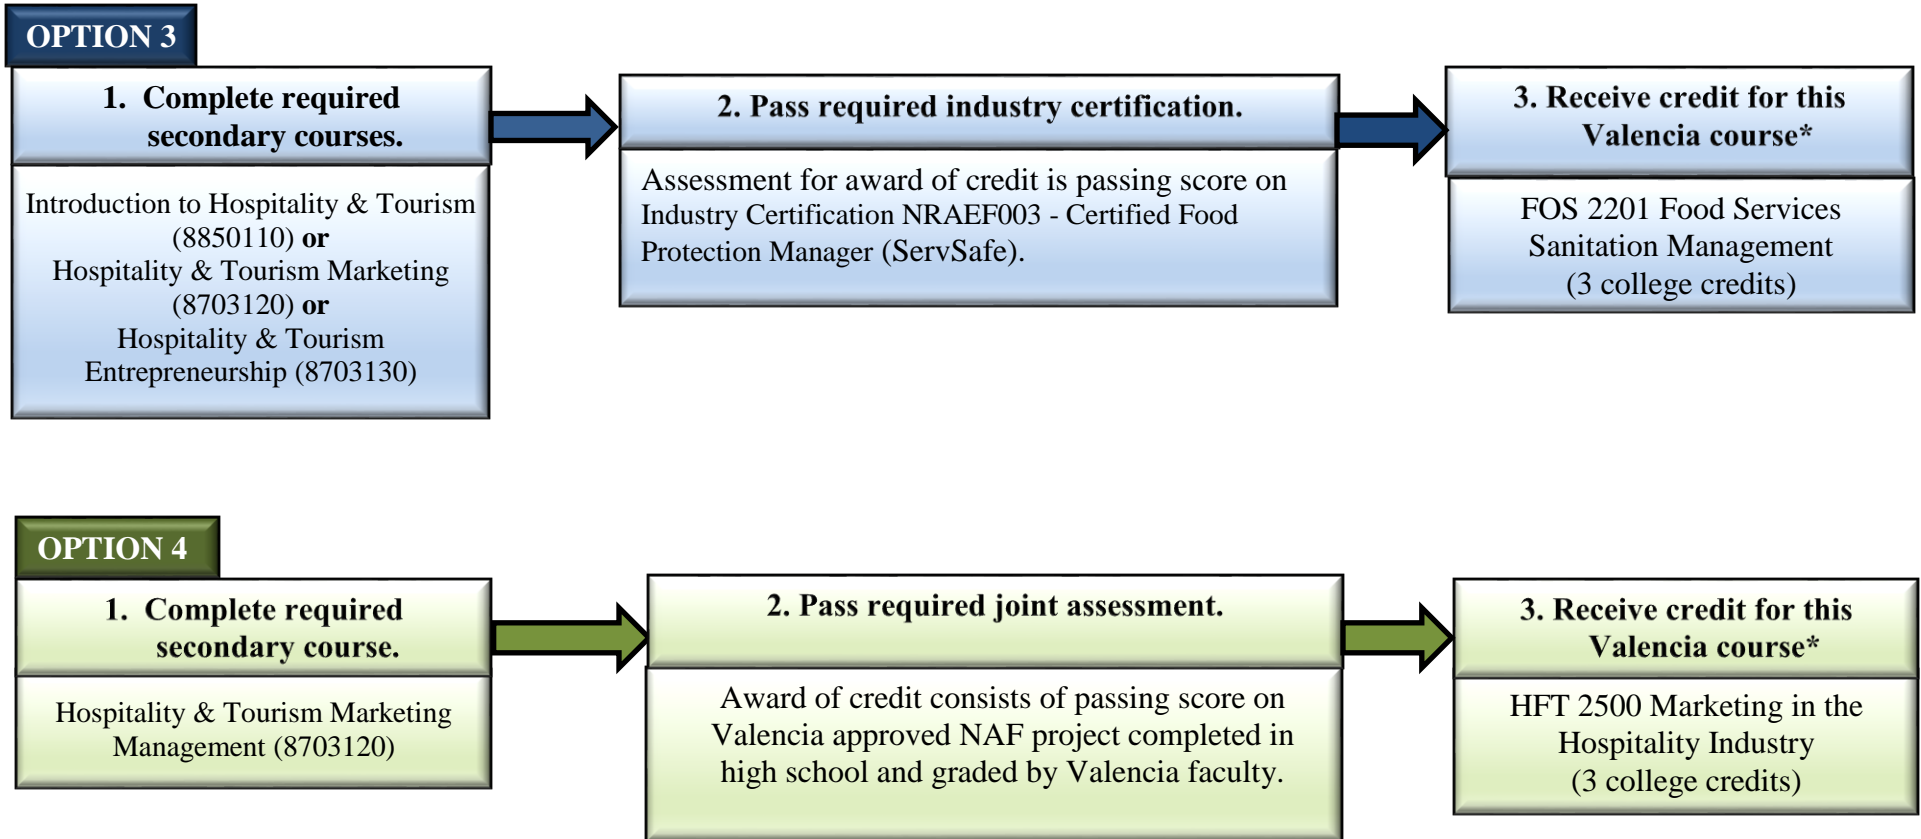 OPTION 3
1. Complete required
secondary courses.
Introduction to Hospitality & Tourism
(8850110) or
Hospitality & Tourism Marketing
(8703120) or
Hospitality & Tourism
Entrepreneurship (8703130)
2. Pass required industry certification.
Assessment for award of credit is passing score on
Industry Certification NRAEF003 - Certified Food
Protection Manager (ServSafe).
3. Receive credit for this
Valencia course*
FOS 2201 Food Services
Sanitation Management
(3 college credits)
OPTION 4
1. Complete required
secondary course.
Hospitality & Tourism Marketing
Management (8703120)
2. Pass required joint assessment.
Award of credit consists of passing score on
Valencia approved NAF project completed in
high school and graded by Valencia faculty.
3. Receive credit for this
Valencia course*
HFT 2500 Marketing in the
Hospitality Industry
(3 college credits)